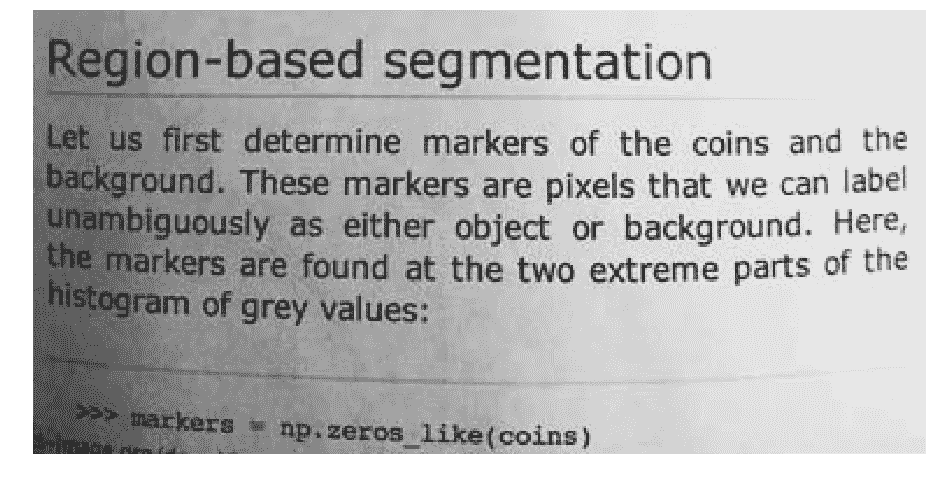 Region-based segmentation
Let us first determine markers of the coins and the
background. These markers are pixels that we can label
unambiguously as either object or background. Here,
the markers are found at the two extreme parts of the
histogram of grey values:
>>> markers = np.zeros_like(coins)